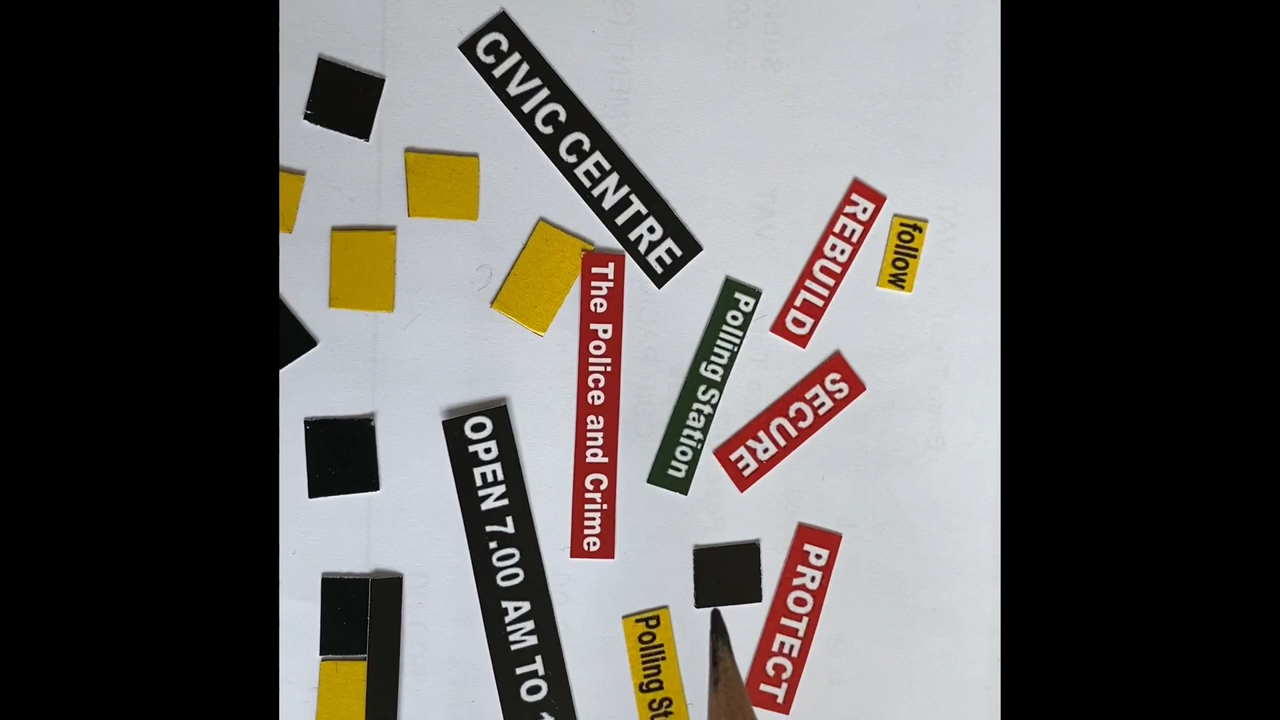 CIVIC CENTRE
REBUILD
follow
The Police and Crime
Polling Station
SECURE
OPEN 7.00 AM TO
PROTECT
Polling St